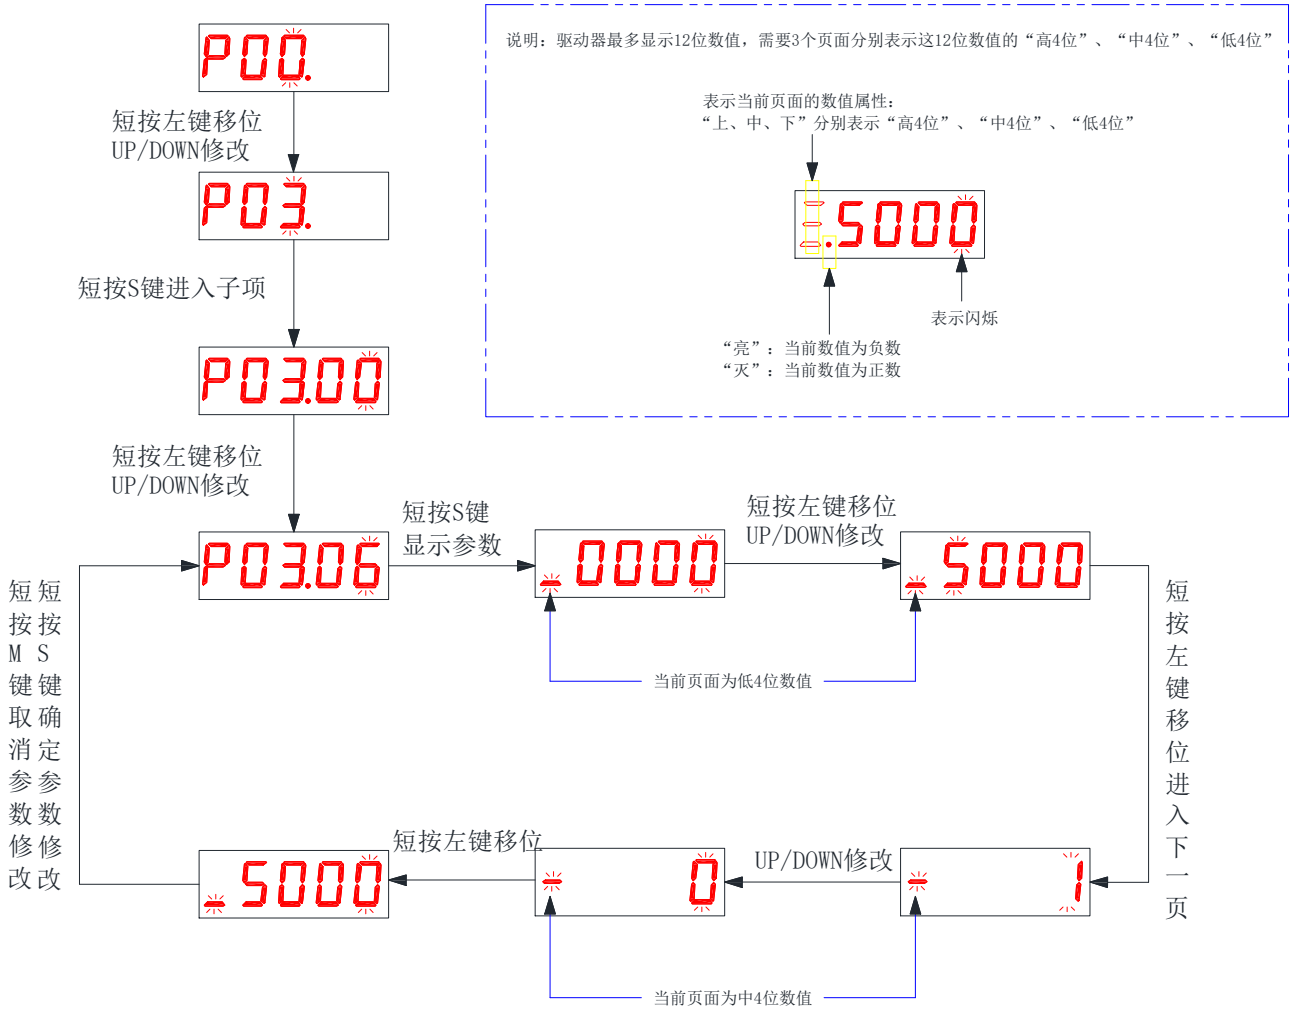 P00.
短按左键移位
UP/DOWN修改
P03.
短按S键进入子项
P03.00
短按左键移位
UP/DOWN修改
P03.06
说明：驱动器最多显示12位数值，需要3个页面分别表示这12位数值的“高4位”、“中4位”、“低4位”
表示当前页面的数值属性：
“上、中、下”分别表示“高4位”、“中4位”、“低4位”
.5000
表示闪烁
“亮”：当前数值为负数
“灭”：当前数值为正数
短按S键
显示参数
_0000
短按左键移位
UP/DOWN修改
_5000
当前页面为低4位数值
短按左键移位进入下一页
- 1
UP/DOWN修改
- 0
当前页面为中4位数值
短按左键移位
_5000
短按M键取消参数修改
短按S键确定参数修改